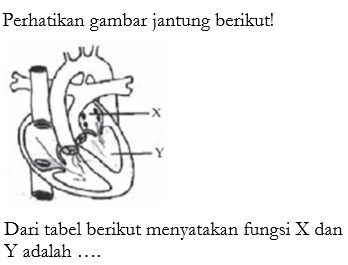 Perhatikan gambar jantung berikut!
X
Y
Dari tabel berikut menyatakan fungsi X dan
Y adalah ....